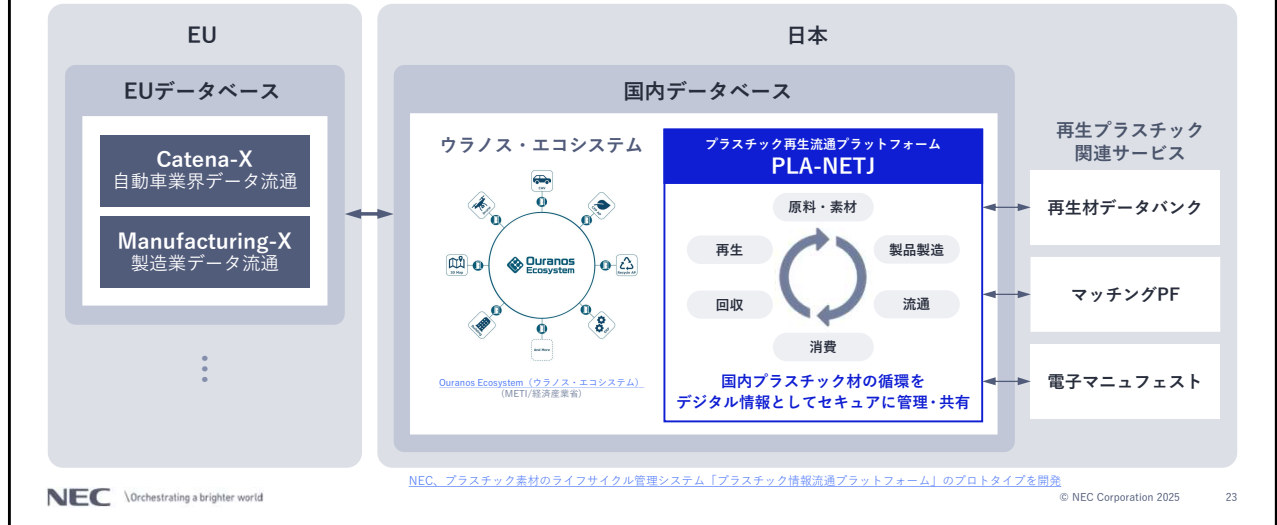 EU
EUデータベース
Catena-X
自動車業界データ流通
Manufacturing-X
製造業データ流通
日本
国内データベース
ウラノス・エコシステム
Ouranos
Ecosystem
3D Map
Recycle AP
And More
Ouranos Ecosystem（ウラノス・エコシステム）
(METI/経済産業省)
プラスチック再生流通プラットフォーム
PLA-NETJ
原料・素材
再生
製品製造
回収
流通
消費
国内プラスチック材の循環を
デジタル情報としてセキュアに管理・共有
再生プラスチック
関連サービス
再生材データバンク
マッチングPF
電子マニュフェスト
NEC、プラスチック素材のライフサイクル管理システム「プラスチック情報流通プラットフォーム」のプロトタイプを開発
NEC \Orchestrating a brighter world
© NEC Corporation 2025
23